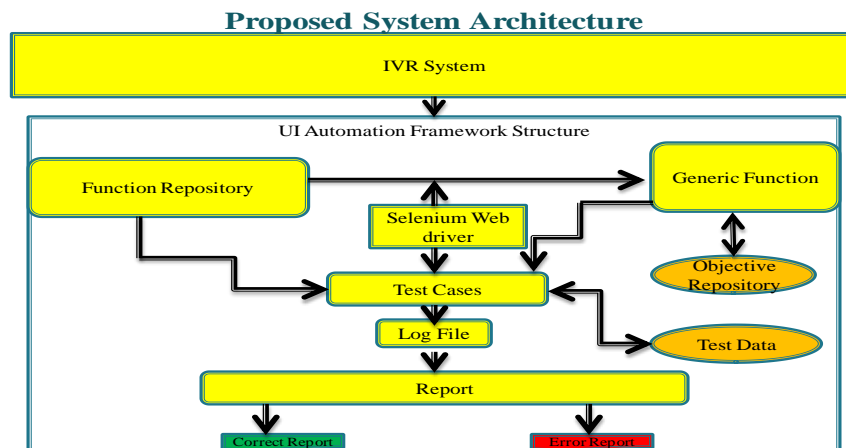 Proposed System Architecture
IVR System
UI Automation Framework Structure
Function Repository
Generic Function
Selenium Web
driver
Objective
Repository
Test Cases
Log File
Test Data
Report
Correct Report
Error Report